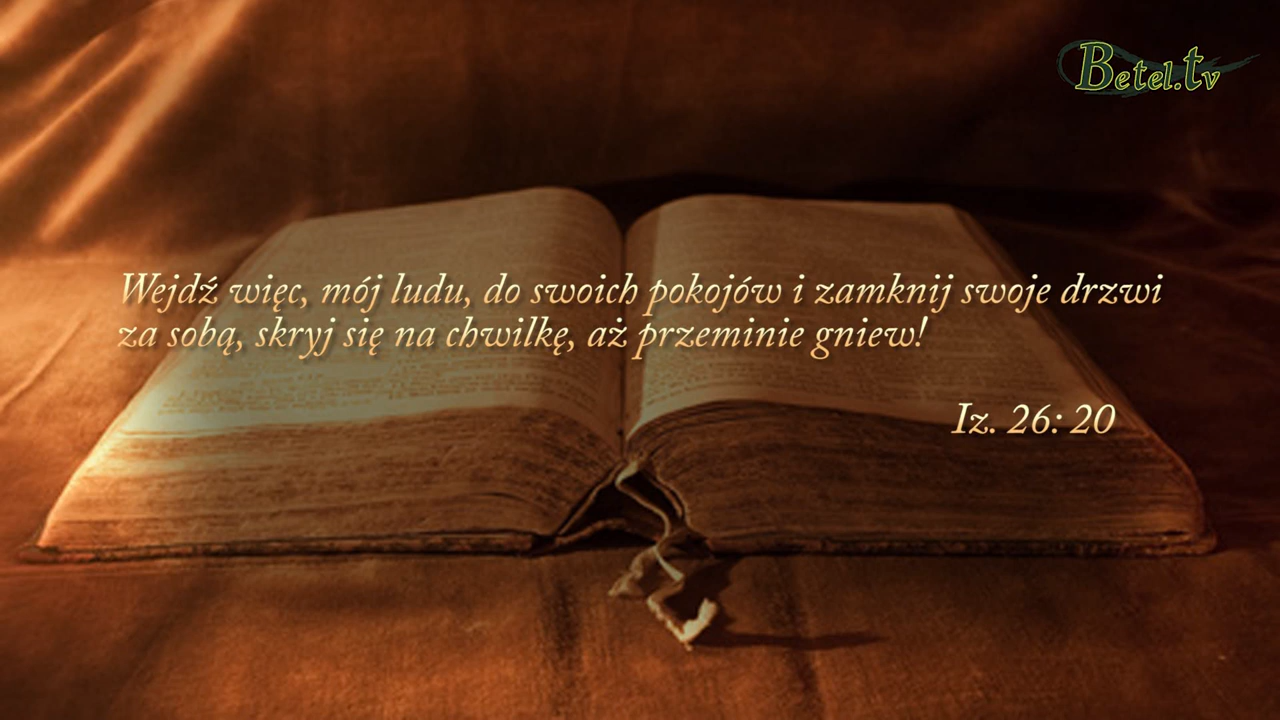 Betel.tv
Wejdź więc, mój ludu, do swoich pokojów i zamknij swoje drzwi
za sobą, skryj się na chwilkę, aż przeminie gniew!
Iz. 26: 20